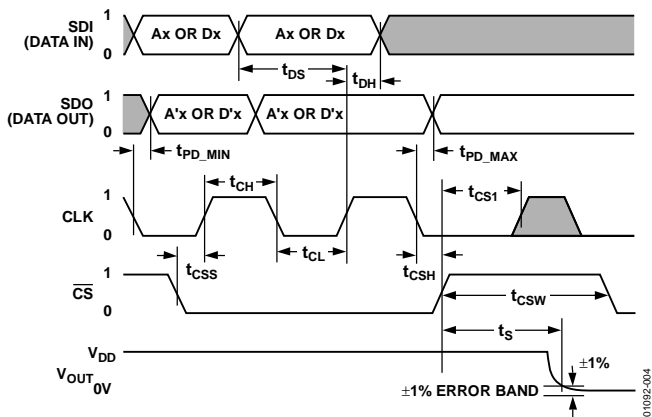 SDI
(DATA IN)
1
0
Ax OR Dx
Ax OR Dx
tDS
tDH
SDO
(DATA OUT)
1
0
A'x OR D'x
A'x OR D'x
tPD_MIN
tPD_MAX
CLK
1
0
tCH
tCL
tCS1
tCSS
tCSH
CS
1
0
tCSW
tS
VDD
VOUT
0V
±1%
±1% ERROR BAND
01092-004